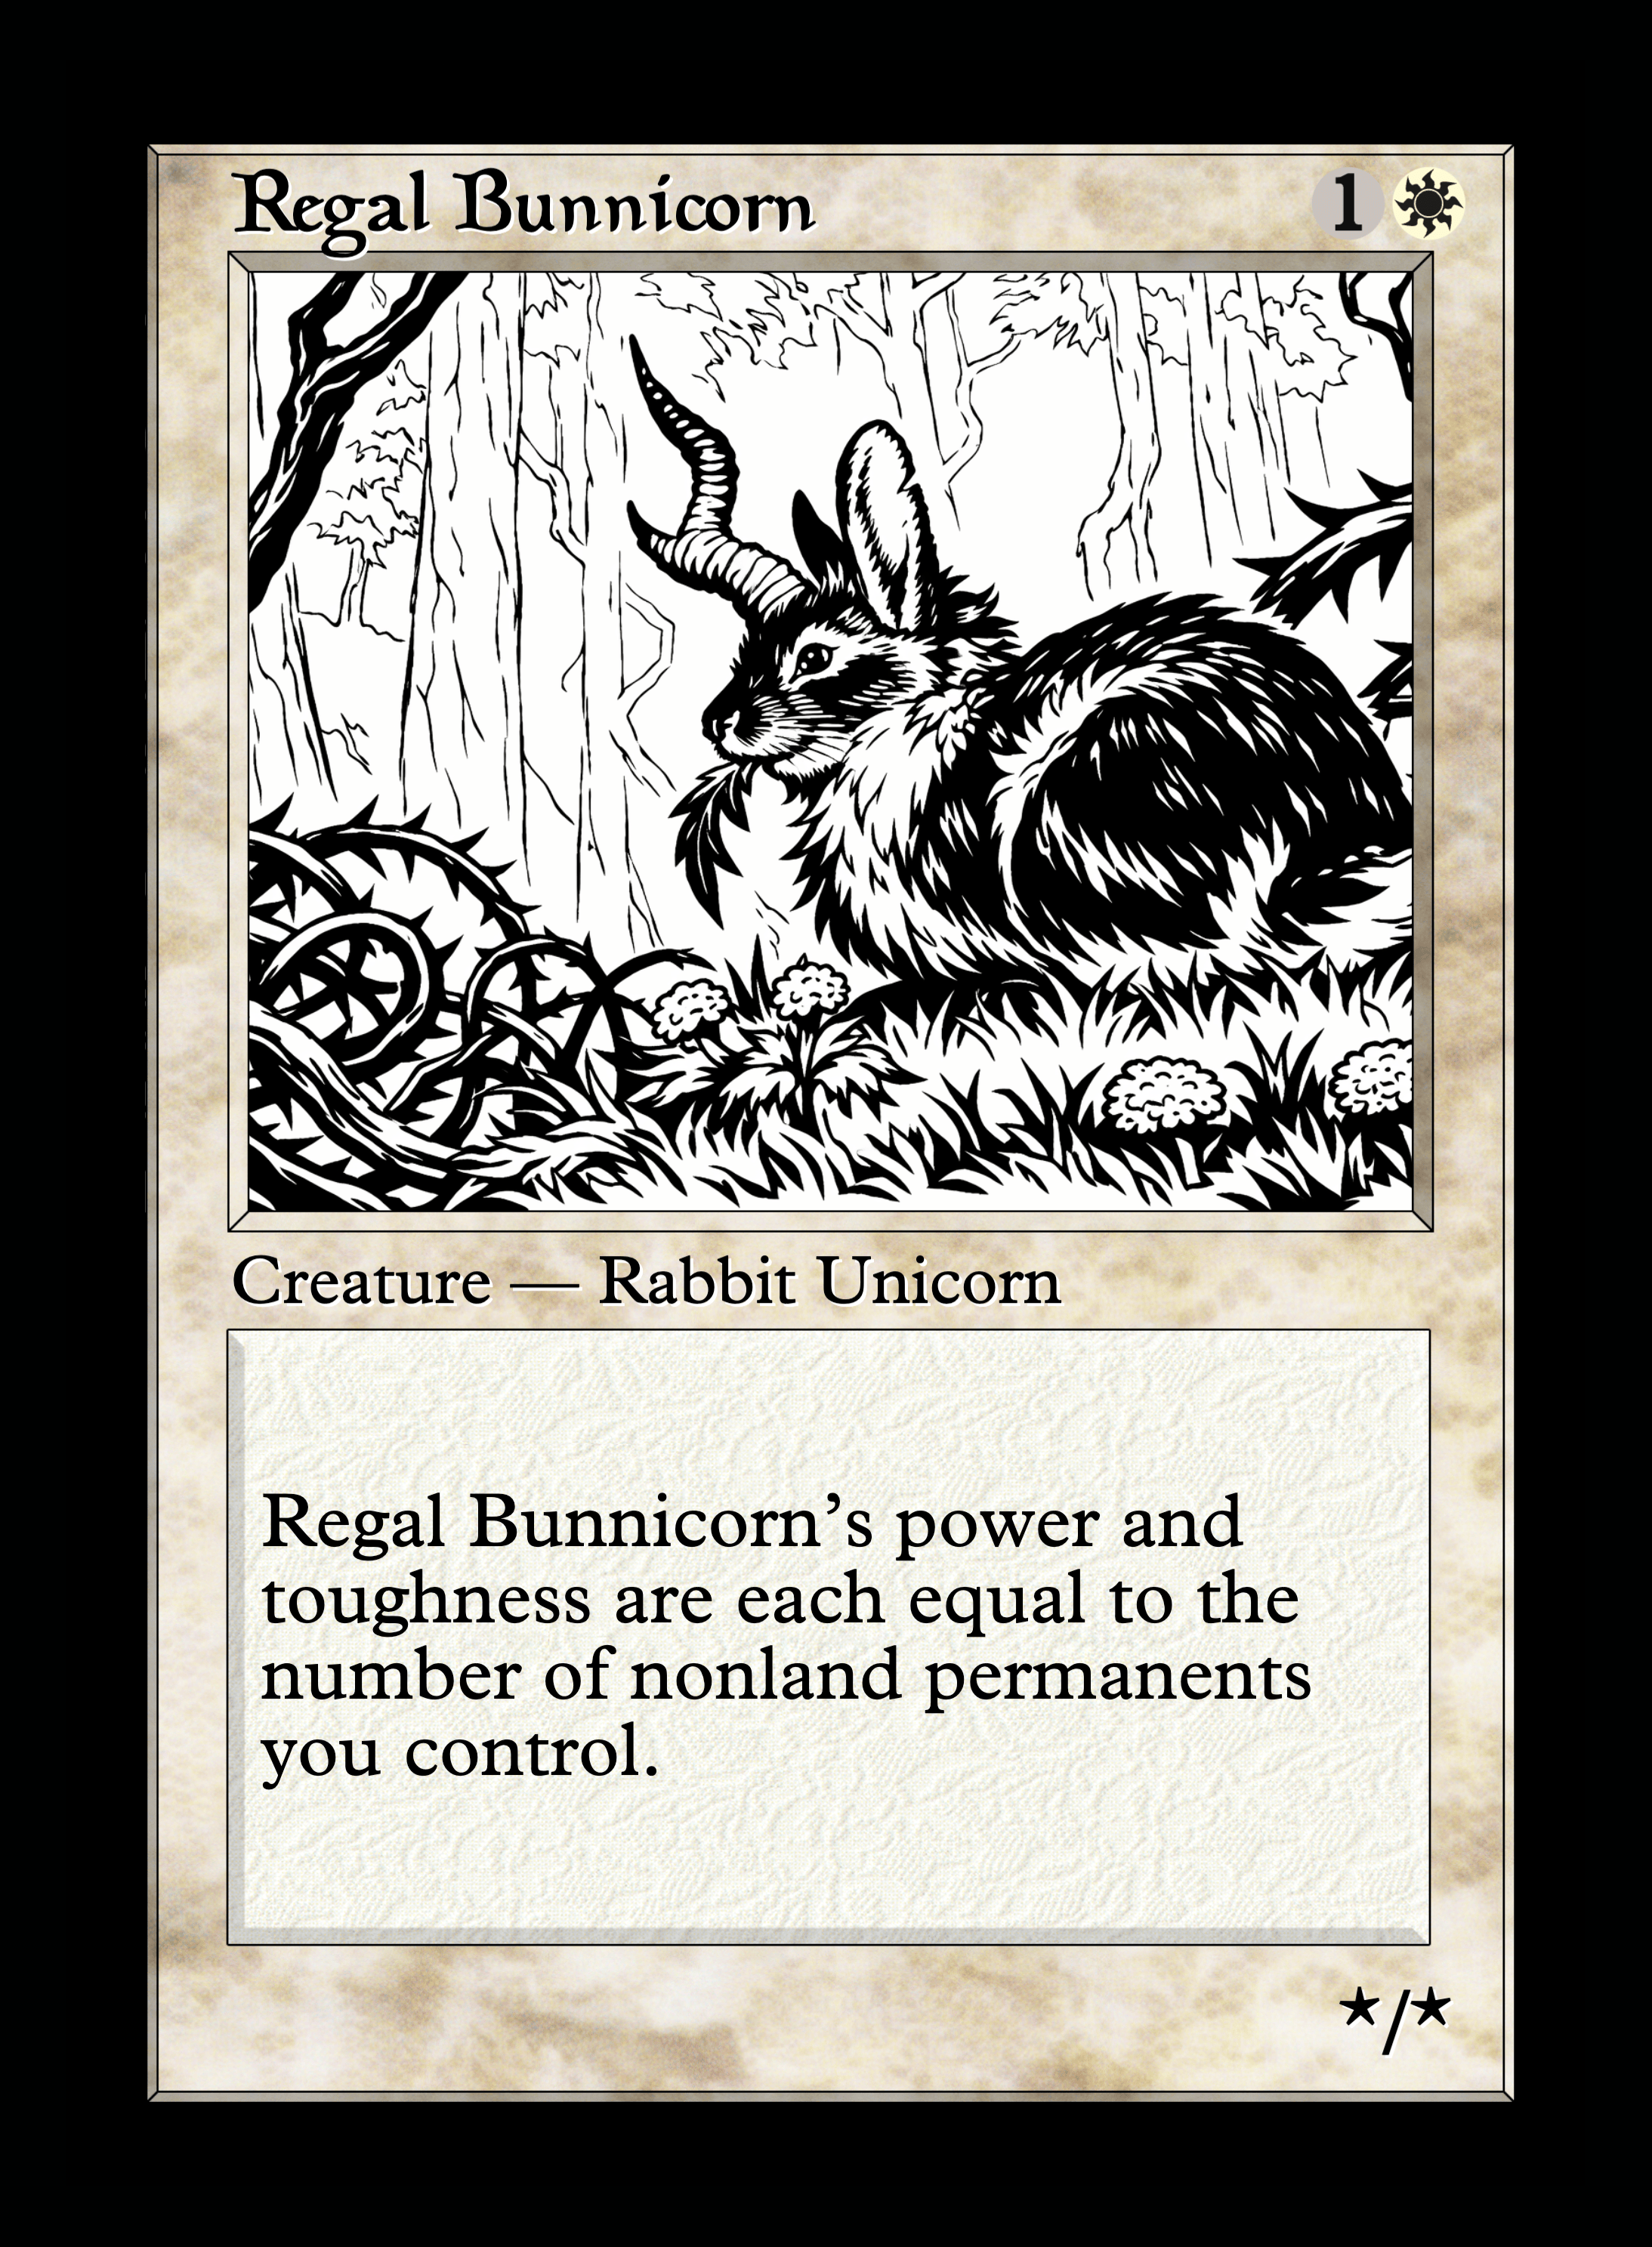 Regal Bunnicorn 1
Creature — Rabbit Unicorn
Regal Bunnicorn’s power and
toughness are each equal to the
number of nonland permanents
you control.
★/★